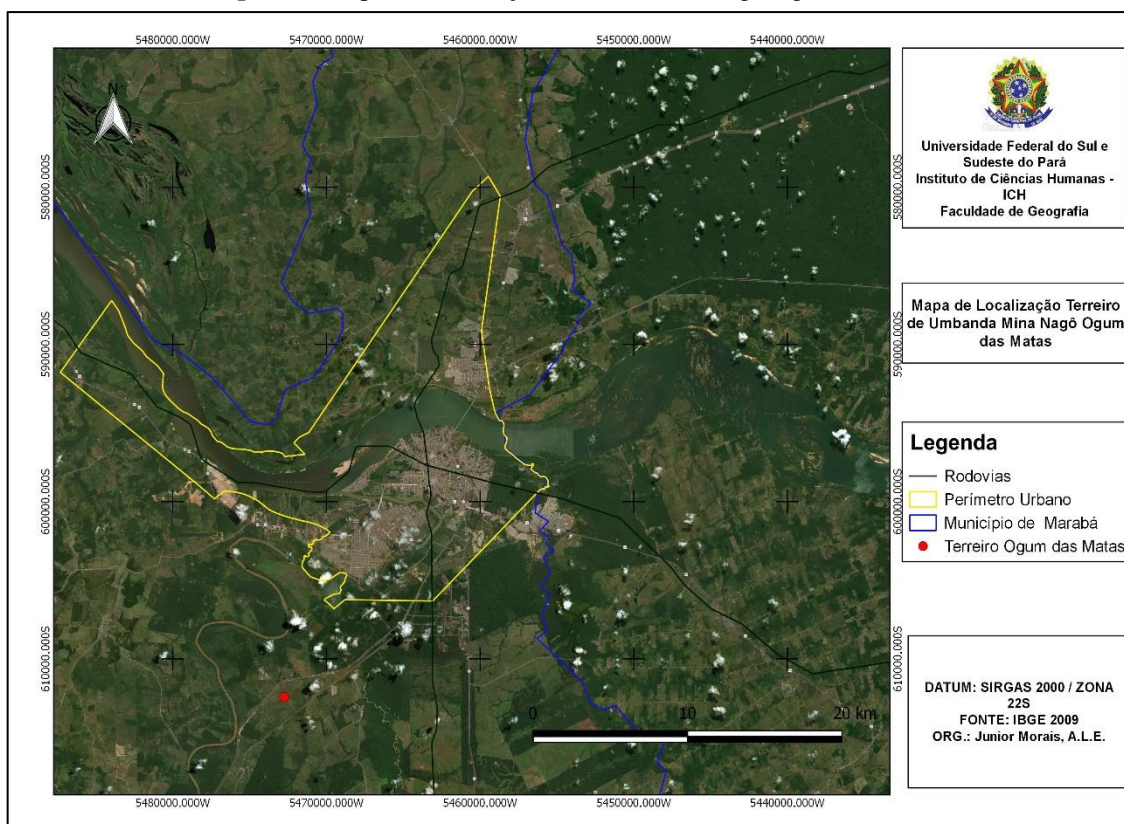 5480000.000W 5470000.000W 5460000.000W 5450000.000W 5440000.000W
N
580000.000S
590000.000S
600000.000S
610000.000S
580000.000S
590000.000S
600000.000S
610000.000S
0 10 20 km
5480000.000W 5470000.000W 5460000.000W 5450000.000W 5440000.000W
Universidade Federal do Sul e
Sudeste do Pará
Instituto de Ciências Humanas -
ICH
Faculdade de Geografia
Mapa de Localização Terreiro
de Umbanda Mina Nagô Ogum
das Matas
Legenda
Rodovias
Perímetro Urbano
Município de Marabá
Terreiro Ogum das Matas
DATUM: SIRGAS 2000 / ZONA
22S
FONTE: IBGE 2009
ORG.: Junior Morais, A.L.E.